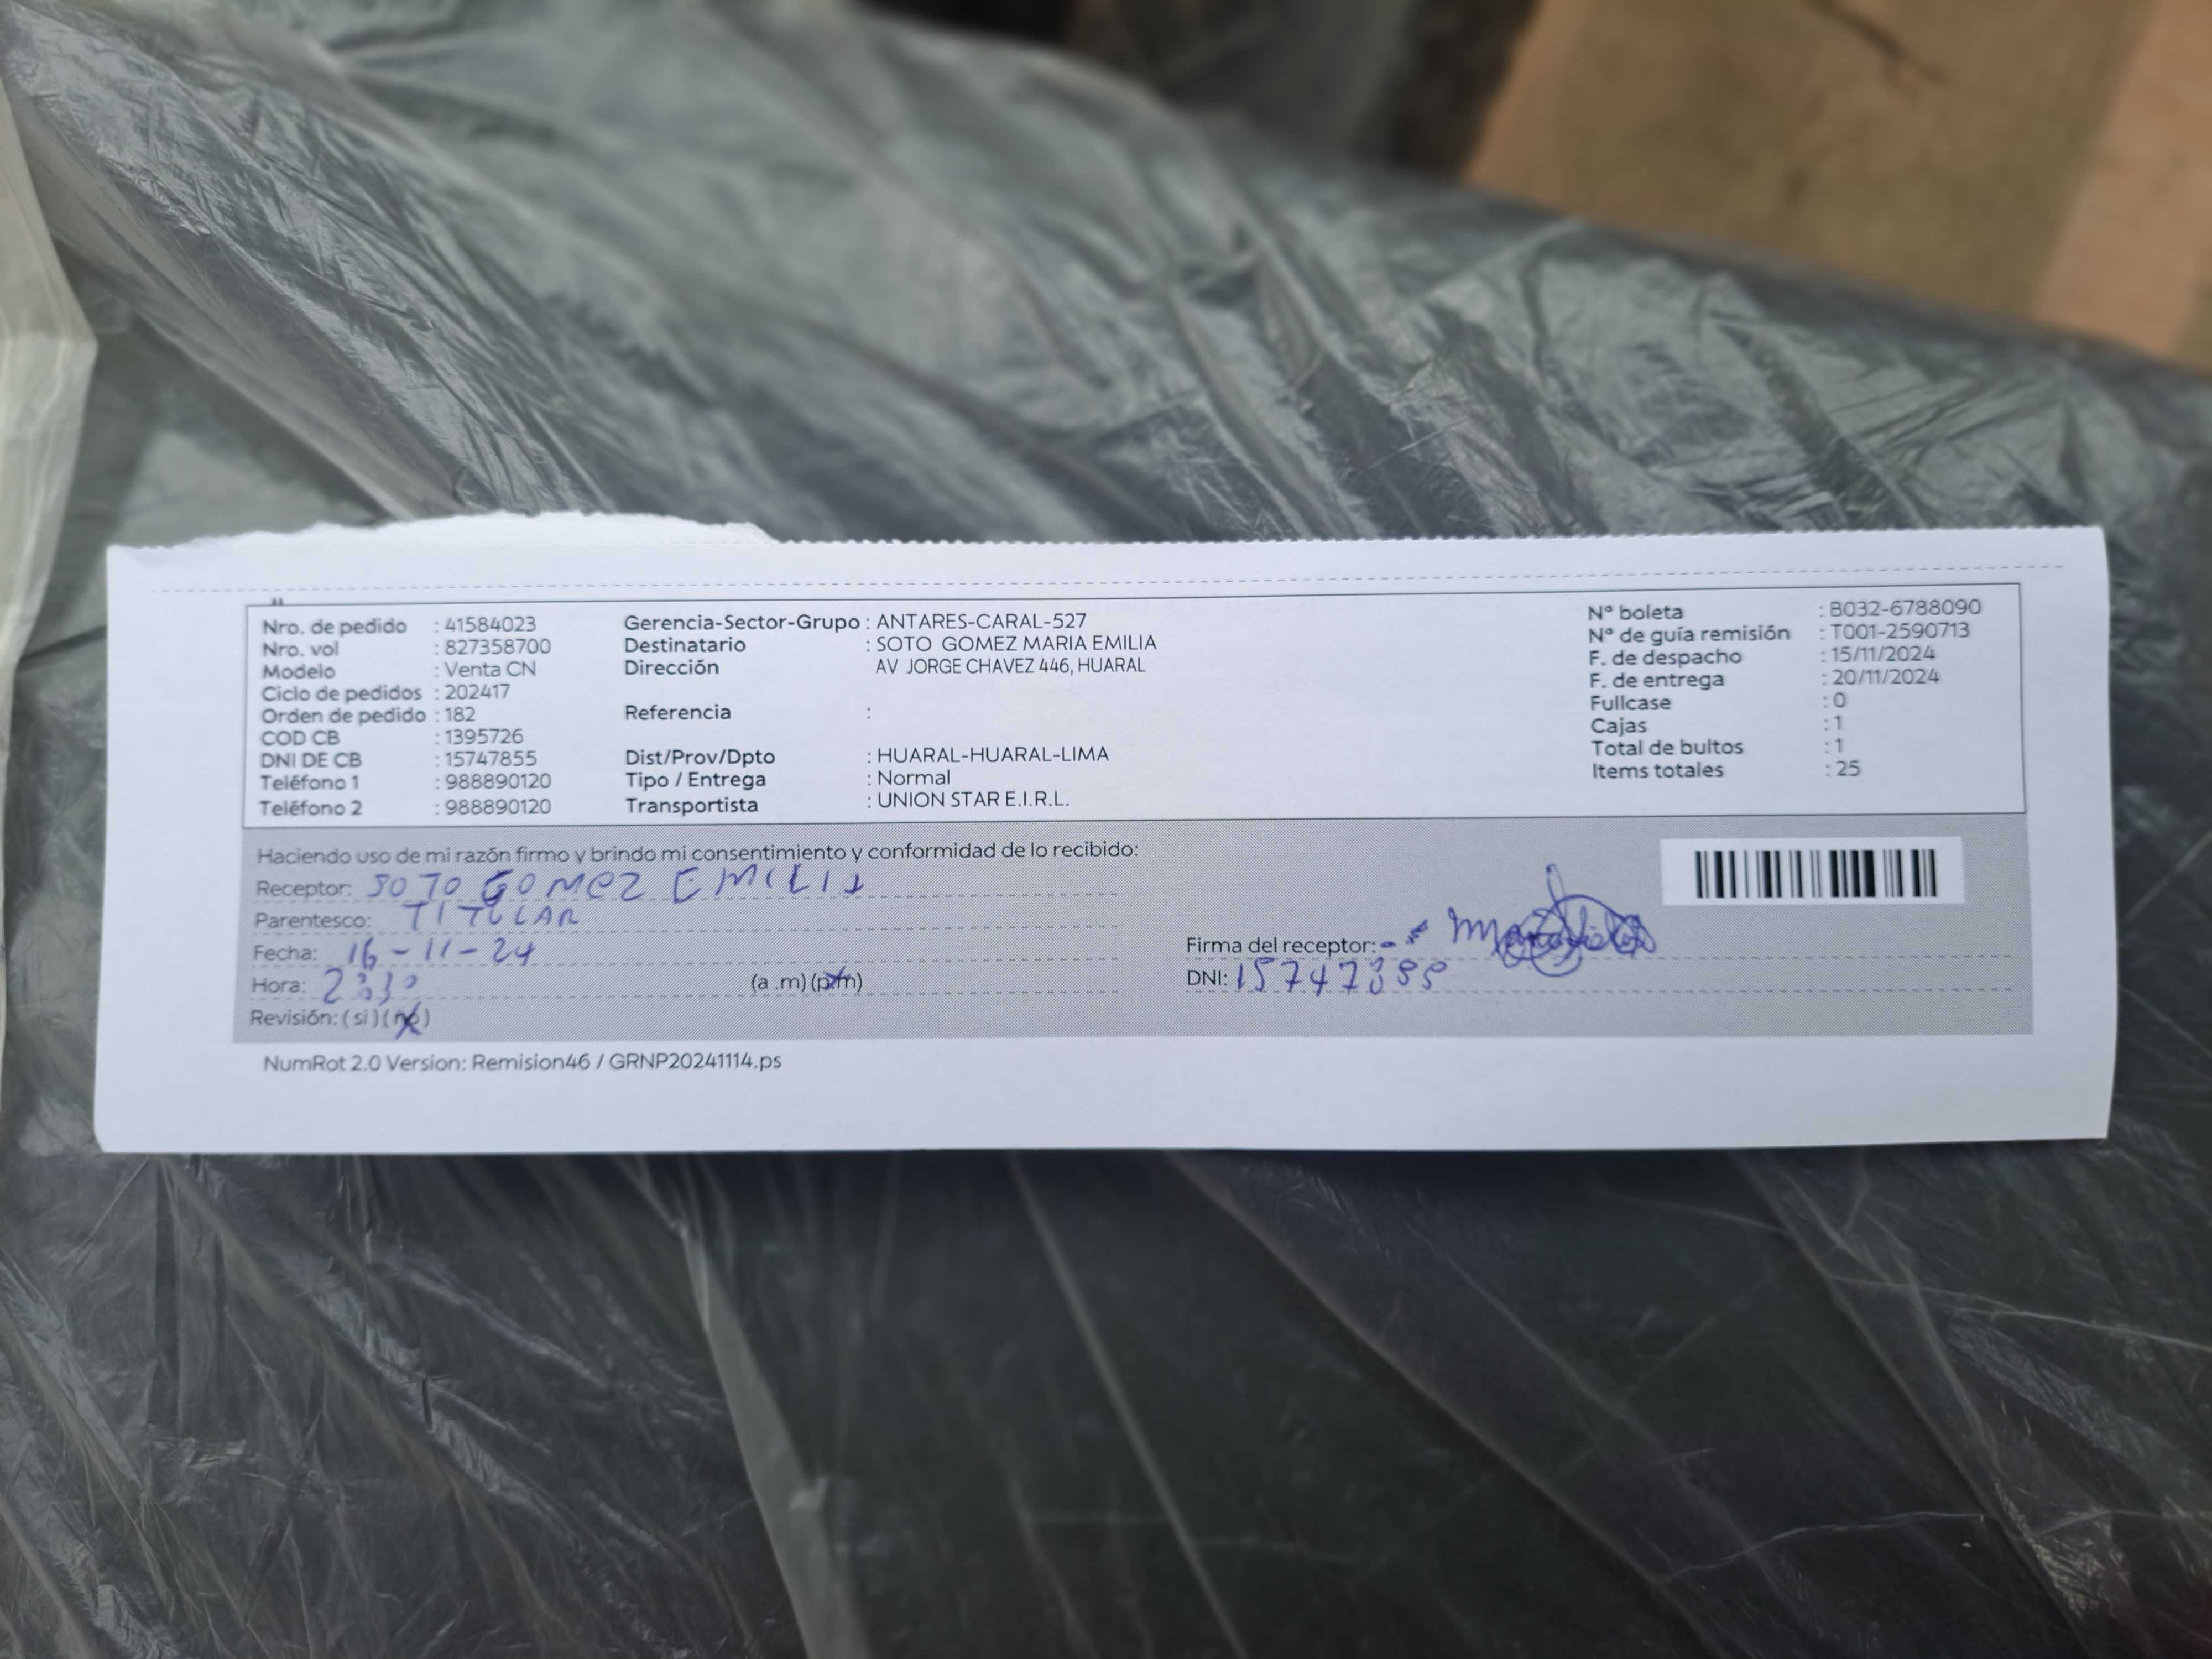 Nro. de pedido : 41584023
Nro. vol : 827358700
Modelo : Venta CN
Ciclo de pedidos : 202417
Orden de pedido : 182
COD CB : 1395726
DNI DE CB : 15747855
Teléfono 1 : 988890120
Teléfono 2 : 988890120
Gerencia-Sector-Grupo : ANTARES-CARAL-527
Destinatario : SOTO GOMEZ MARIA EMILIA
Dirección AV JORGE CHAVEZ 446, HUARAL
Referencia :
Dist/Prov/Dpto : HUARAL-HUARAL-LIMA
Tipo / Entrega : Normal
Transportista : UNION STAR E.I.R.L.
Nº boleta : B032-6788090
Nº de guía remisión : T001-2590713
F. de despacho : 15/11/2024
F. de entrega : 20/11/2024
Fullcase : 0
Cajas : 1
Total de bultos : 1
Items totales : 25
Haciendo uso de mi razón firmo y brindo mi consentimiento y conformidad de lo recibido:
Receptor: SOTO GOMEZ EMILIA
Parentesco: TITULAR
Fecha: 16-11-24
Hora: (a .m) (p.m)
Revisión: ( si ) ( no )
Firma del receptor:
DNI:
NumRot 2.0 Version: Remision46 / GRNP20241114.ps